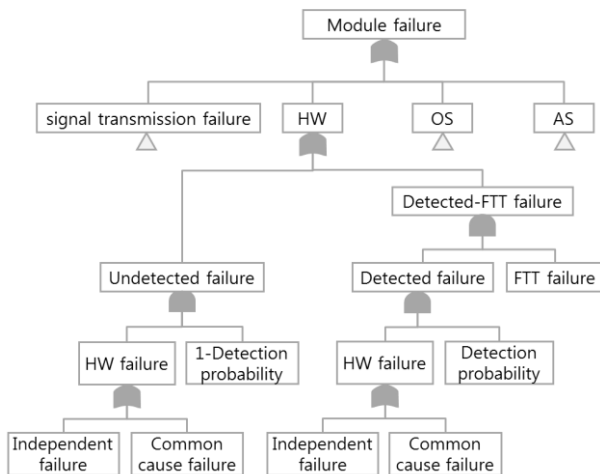 Module failure
signal transmission failure
HW
OS
AS
Detected-FTT failure
Undetected failure
Detected failure
FTT failure
HW failure
1-Detection
probability
HW failure
Detection
probability
Independent
failure
Common
cause failure
Independent
failure
Common
cause failure